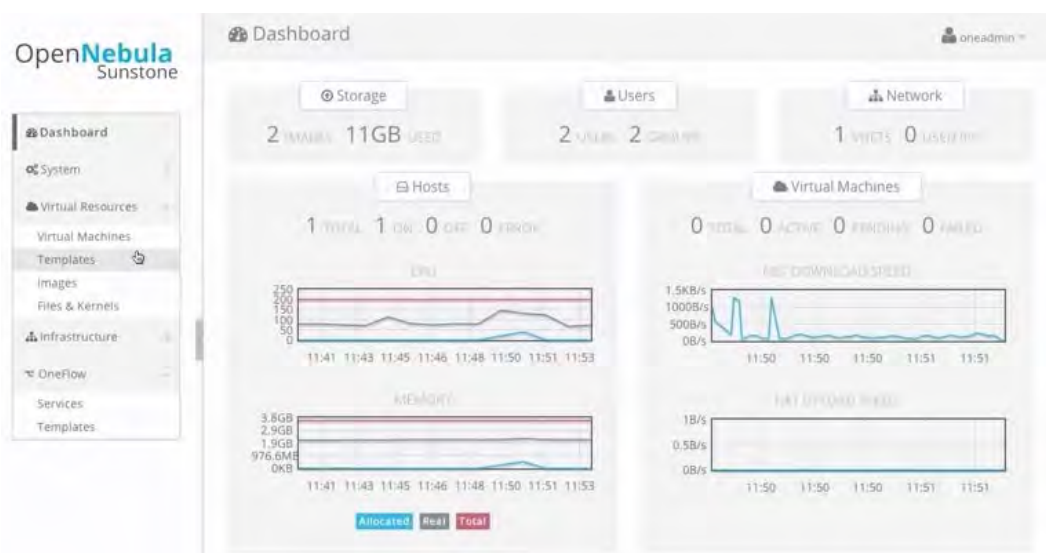 OpenNebula
Sunstone
Dashboard
oneadmin
Dashboard
System
Virtual Resources
Virtual Machines
Templates
Images
Files & Kernels
Infrastructure
OneFlow
Services
Templates
Storage
2 IMAGES 11GB USED
Users
2 USERS 2 GROUPS
Network
1 VNETS 0 USED IPs
Hosts
1 TOTAL 1 ON 0 OFF 0 ERROR
CPU
250
200
150
100
50
0
11:41 11:43 11:45 11:46 11:48 11:50 11:51 11:53
MEMORY
3.8GB
2.9GB
1.9GB
976.6MB
0KB
11:41 11:43 11:45 11:46 11:48 11:50 11:51 11:53
Allocated Real Total
Virtual Machines
0 TOTAL 0 ACTIVE 0 PENDING 0 FAILED
NET DOWNLOAD SPEED
1.5KB/s
1000B/s
500B/s
0B/s
11:50 11:50 11:50 11:51 11:51
NET UPLOAD SPEED
1B/s
0.5B/s
0B/s
11:50 11:50 11:50 11:51 11:51